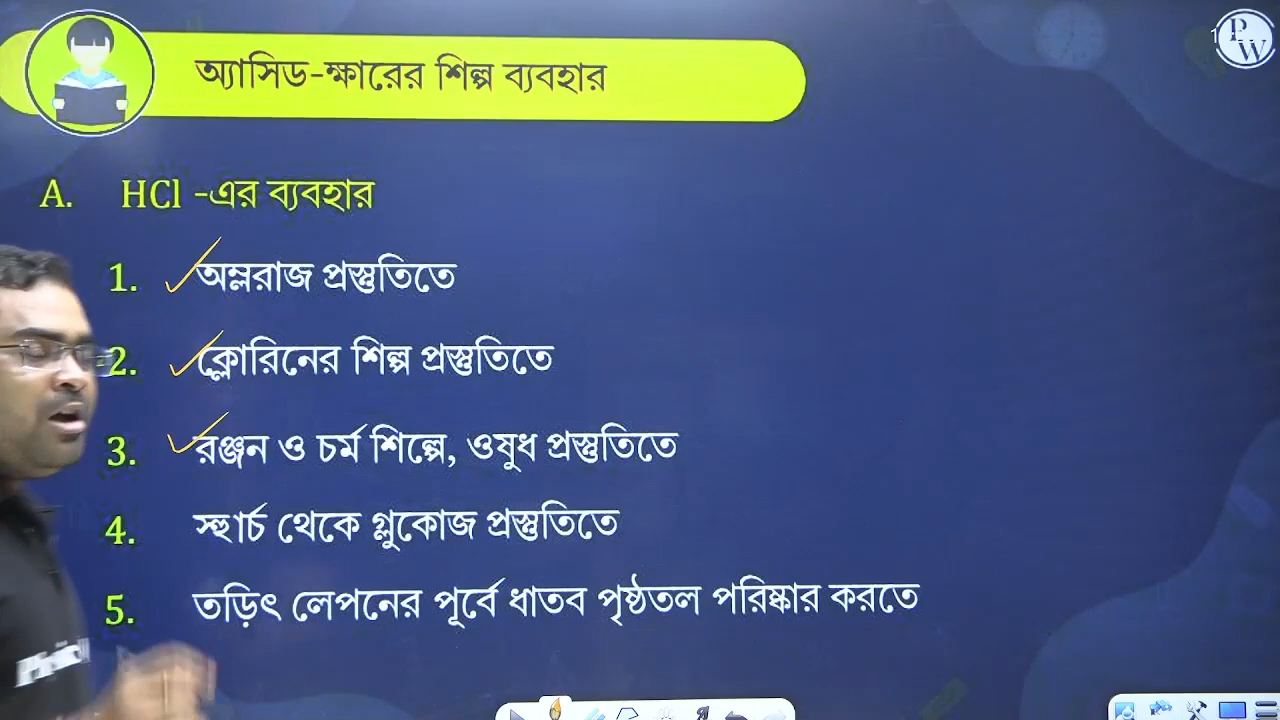 অ্যাসিড-ক্ষারের শিল্প ব্যবহার
PW
A. HCl -এর ব্যবহার
1. অম্লরাজ প্রস্তুতিতে
2. ক্লোরিনের শিল্প প্রস্তুতিতে
3. রঞ্জন ও চর্ম শিল্পে, ওষুধ প্রস্তুতিতে
4. স্হার্চ থেকে গ্লুকোজ প্রস্তুতিতে
5. তড়িৎ লেপনের পূর্বে ধাতব পৃষ্ঠতল পরিষ্কার করতে